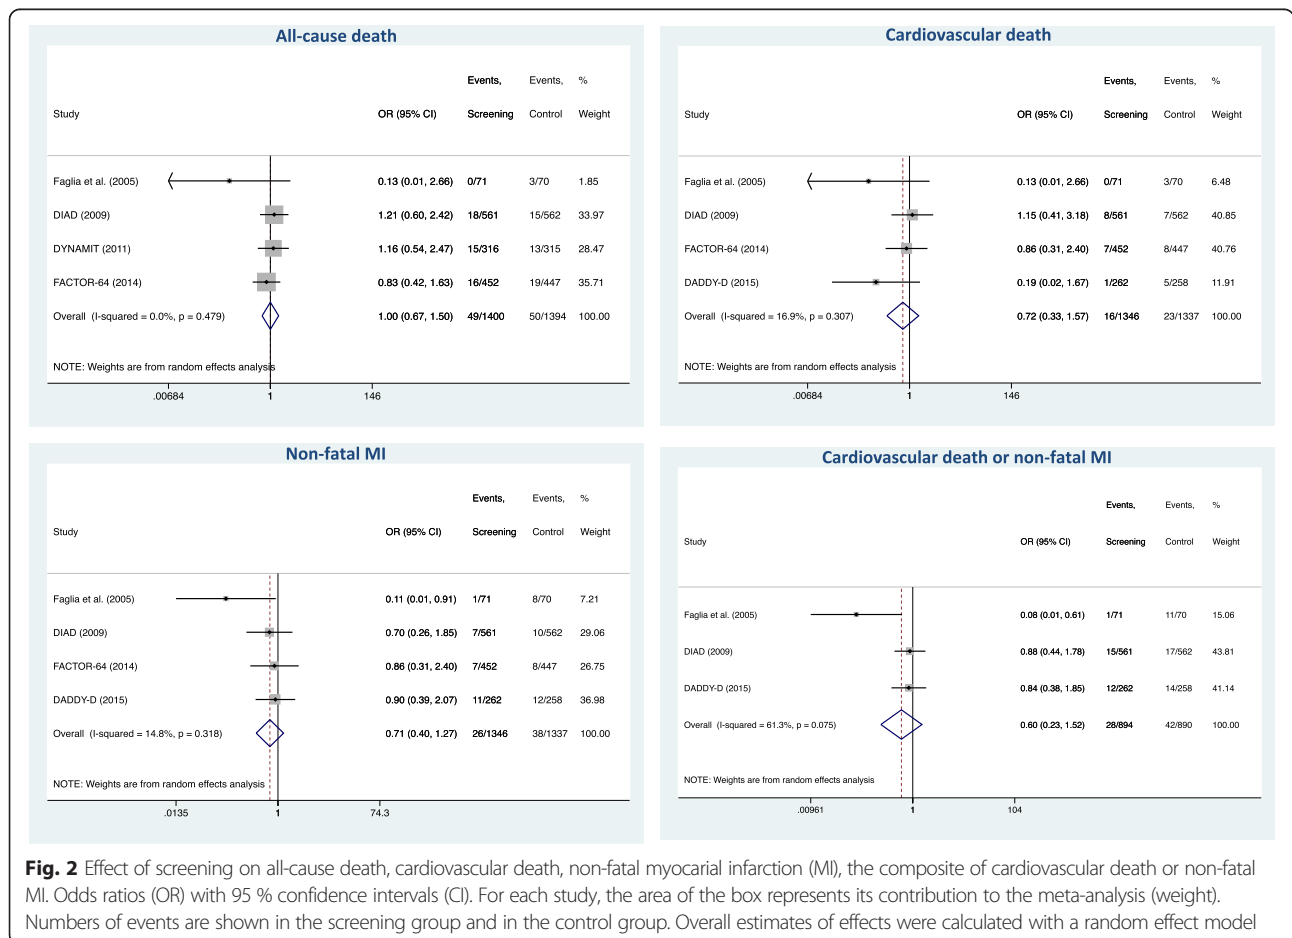 All-cause death
Events, Events, %
Study OR (95% CI) Screening Control Weight
Faglia et al. (2005) 0.13 (0.01, 2.66) 0/71 3/70 1.85
DIAD (2009) 1.21 (0.60, 2.42) 18/561 15/562 33.97
DYNAMIT (2011) 1.16 (0.54, 2.47) 15/316 13/315 28.47
FACTOR-64 (2014) 0.83 (0.42, 1.63) 16/452 19/447 35.71
Overall (I-squared = 0.0%, p = 0.479) 1.00 (0.67, 1.50) 49/1400 50/1394 100.00
NOTE: Weights are from random effects analysis
.00684 1 146
Cardiovascular death
Events, Events, %
Study OR (95% CI) Screening Control Weight
Faglia et al. (2005) 0.13 (0.01, 2.66) 0/71 3/70 6.48
DIAD (2009) 1.15 (0.41, 3.18) 8/561 7/562 40.85
FACTOR-64 (2014) 0.86 (0.31, 2.40) 7/452 8/447 40.76
DADDY-D (2015) 0.19 (0.02, 1.67) 1/262 5/258 11.91
Overall (I-squared = 16.9%, p = 0.307) 0.72 (0.33, 1.57) 16/1346 23/1337 100.00
NOTE: Weights are from random effects analysis
.00684 1 146
Non-fatal MI
Events, Events, %
Study OR (95% CI) Screening Control Weight
Faglia et al. (2005) 0.11 (0.01, 0.91) 1/71 8/70 7.21
DIAD (2009) 0.70 (0.26, 1.85) 7/561 10/562 29.06
FACTOR-64 (2014) 0.86 (0.31, 2.40) 7/452 8/447 26.75
DADDY-D (2015) 0.90 (0.39, 2.07) 11/262 12/258 36.98
Overall (I-squared = 14.8%, p = 0.318) 0.71 (0.40, 1.27) 26/1346 38/1337 100.00
NOTE: Weights are from random effects analysis
.0135 1 74.3
Cardiovascular death or non-fatal MI
Events, Events, %
Study OR (95% CI) Screening Control Weight
Faglia et al. (2005) 0.08 (0.01, 0.61) 1/71 11/70 15.06
DIAD (2009) 0.88 (0.44, 1.78) 15/561 17/562 43.81
DADDY-D (2015) 0.84 (0.38, 1.85) 12/262 14/258 41.14
Overall (I-squared = 61.3%, p = 0.075) 0.60 (0.23, 1.52) 28/894 42/890 100.00
NOTE: Weights are from random effects analysis
.00961 1 104
Fig. 2 Effect of screening on all-cause death, cardiovascular death, non-fatal myocarial infarction (MI), the composite of cardiovascular death or non-fatal
MI. Odds ratios (OR) with 95 % confidence intervals (CI). For each study, the area of the box represents its contribution to the meta-analysis (weight).
Numbers of events are shown in the screening group and in the control group. Overall estimates of effects were calculated with a random effect model